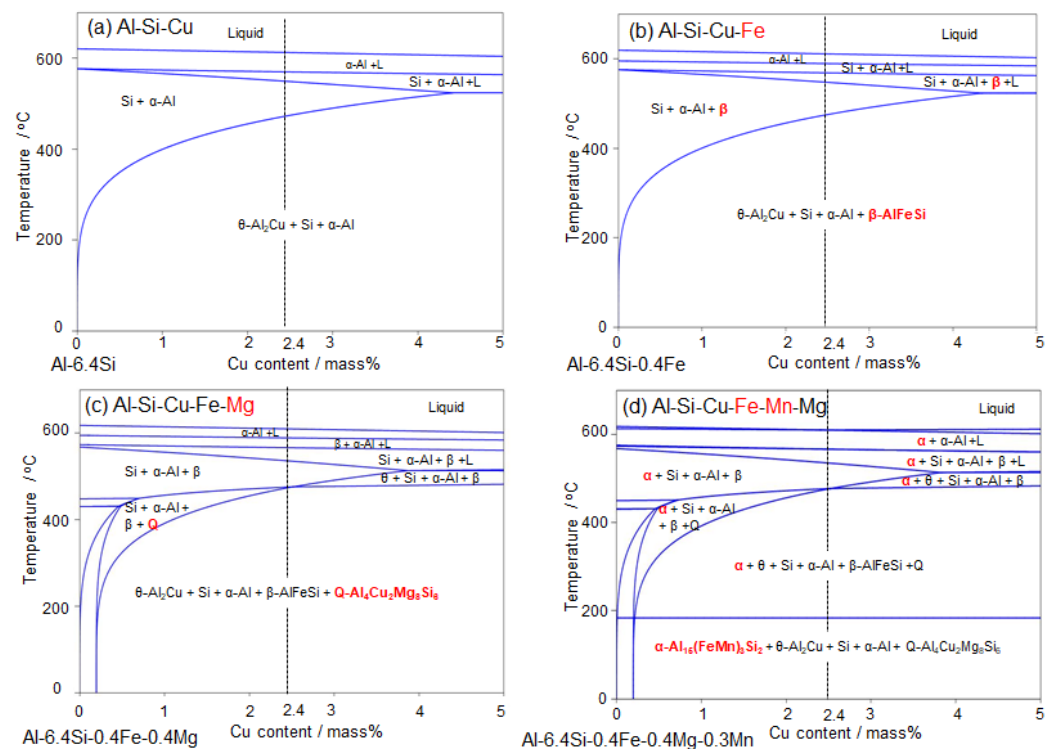 (a) Al-Si-Cu
Liquid
α-Al +L
Si + α-Al +L
Si + α-Al
θ-Al₂Cu + Si + α-Al
Temperature / ºC
600
400
200
0
0 1 2 2.4 3 4 5
Cu content / mass%
Al-6.4Si
(b) Al-Si-Cu-Fe
Liquid
α-Al +L
Si + α-Al+L
Si + α-Al + β +L
Si + α-Al + β
θ-Al₂Cu + Si + α-Al + β-AlFeSi
Temperature / ºC
600
400
200
0
0 1 2 2.4 3 4 5
Cu content / mass%
Al-6.4Si-0.4Fe
(c) Al-Si-Cu-Fe-Mg
Liquid
α-Al +L
β + α-Al +L
Si + α-Al + β +L
θ + Si + α-Al + β
Si + α-Al + β
Si + α-Al +
β + Q
θ-Al₂Cu + Si + α-Al + β-AlFeSi + Q-Al₄Cu₂Mg₈Si₆
Temperature / ºC
600
400
200
0
0 1 2 2.4 3 4 5
Cu content / mass%
Al-6.4Si-0.4Fe-0.4Mg
(d) Al-Si-Cu-Fe-Mn-Mg
Liquid
α + α-Al +L
α + Si + α-Al + β +L
α + θ + Si + α-Al + β
α + Si + α-Al + β
α + Si + α-Al
+ β +Q
α + θ + Si + α-Al + β-AlFeSi +Q
α-Al₁₅(FeMn)₃Si₂ + θ-Al₂Cu + Si + α-Al + Q-Al₄Cu₂Mg₈Si₆
Temperature / ºC
600
400
200
0
0 1 2 2.4 3 4 5
Cu content / mass%
Al-6.4Si-0.4Fe-0.4Mg-0.3Mn